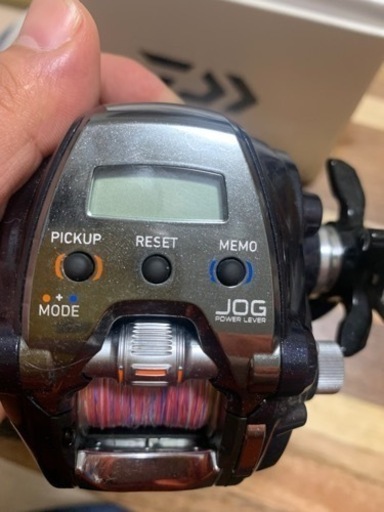 PICKUP RESET MEMO
+
MODE
JOG
POWER LEVER